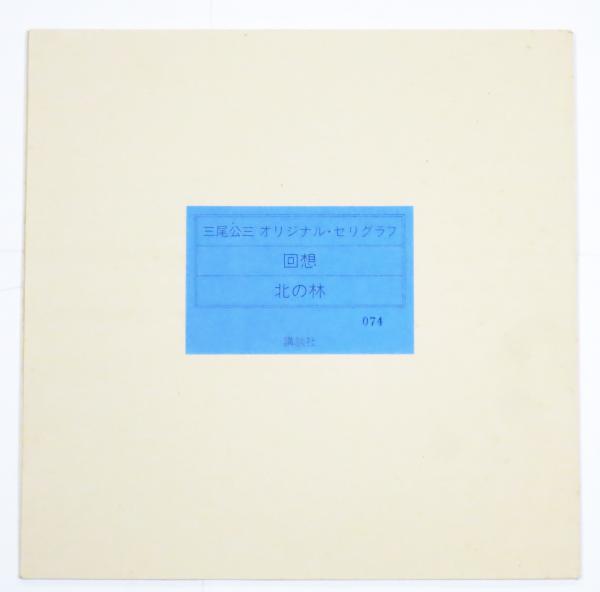 三尾公三 オリジナル・セリグラフ
回想
北の林
074
講談社